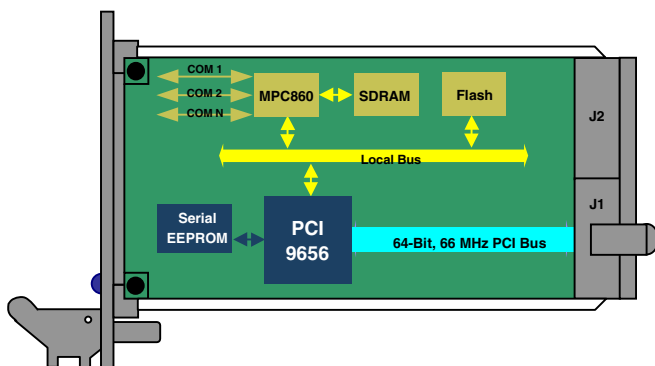 COM 1
COM 2
COM N
MPC860
SDRAM
Flash
J2
Local Bus
Serial
EEPROM
PCI
9656
64-Bit, 66 MHz PCI Bus
J1